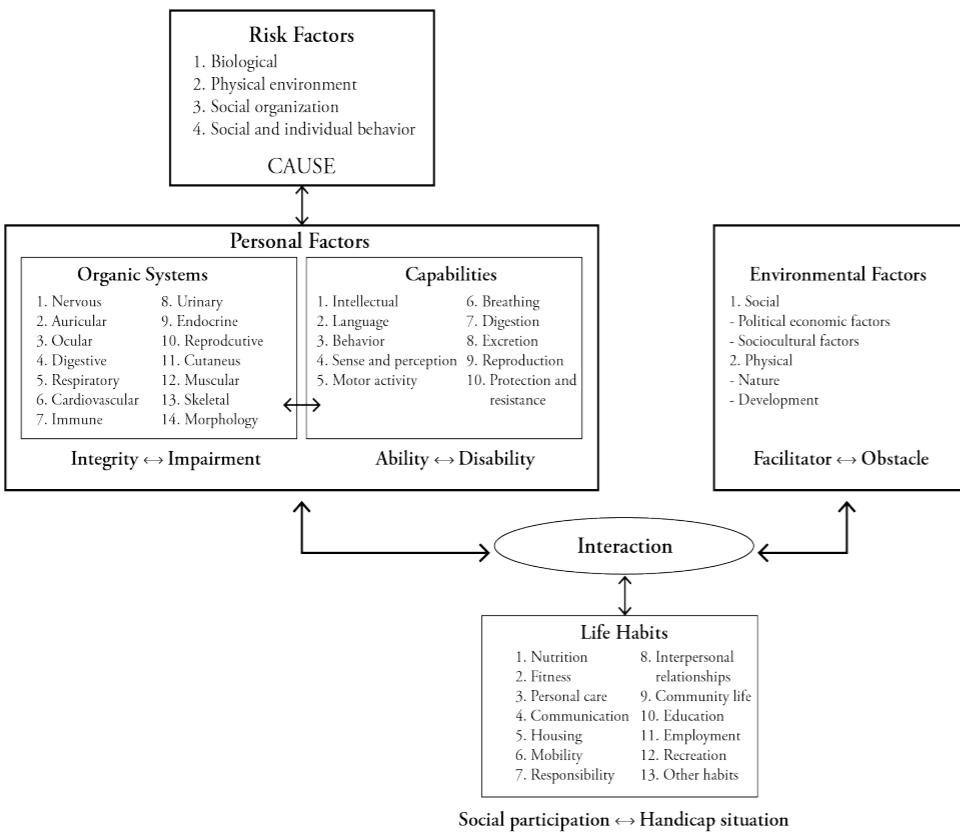 Risk Factors
1. Biological
2. Physical environment
3. Social organization
4. Social and individual behavior
CAUSE
Personal Factors
Organic Systems
1. Nervous
2. Auricular
3. Ocular
4. Digestive
5. Respiratory
6. Cardiovascular
7. Immune
8. Urinary
9. Endocrine
10. Reprodcutive
11. Cutaneus
12. Muscular
13. Skeletal
14. Morphology
Integrity ↔ Impairment
Capabilities
1. Intellectual
2. Language
3. Behavior
4. Sense and perception
5. Motor activity
6. Breathing
7. Digestion
8. Excretion
9. Reproduction
10. Protection and
resistance
Ability ↔ Disability
Environmental Factors
1. Social
- Political economic factors
- Sociocultural factors
2. Physical
- Nature
- Development
Facilitator ↔ Obstacle
Interaction
Life Habits
1. Nutrition
2. Fitness
3. Personal care
4. Communication
5. Housing
6. Mobility
7. Responsibility
8. Interpersonal
relationships
9. Community life
10. Education
11. Employment
12. Recreation
13. Other habits
Social participation ↔ Handicap situation